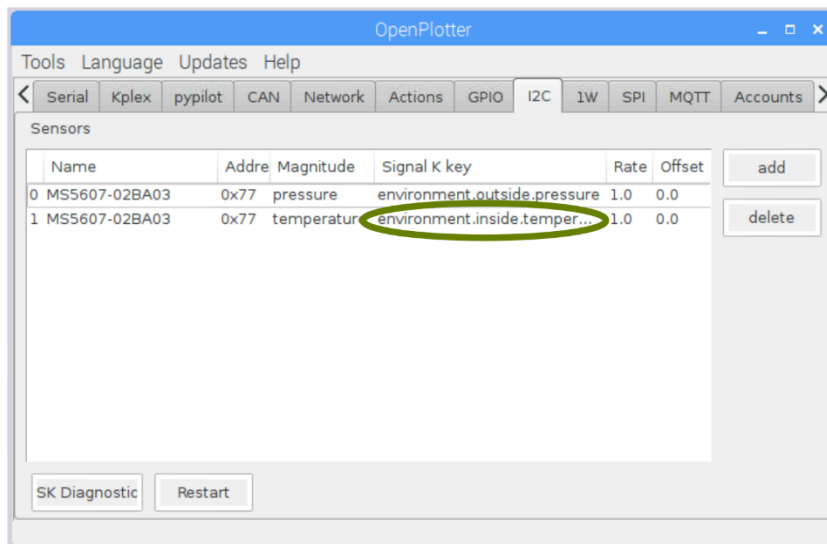 OpenPlotter
Tools Language Updates Help
Serial Kplex pypilot CAN Network Actions GPIO I2C 1W SPI MQTT Accounts
Sensors
Name Addre Magnitude Signal K key Rate Offset
0 MS5607-02BA03 0x77 pressure environment.outside.pressure 1.0 0.0
1 MS5607-02BA03 0x77 temperature environment.inside.temper... 1.0 0.0
add
delete
SK Diagnostic Restart